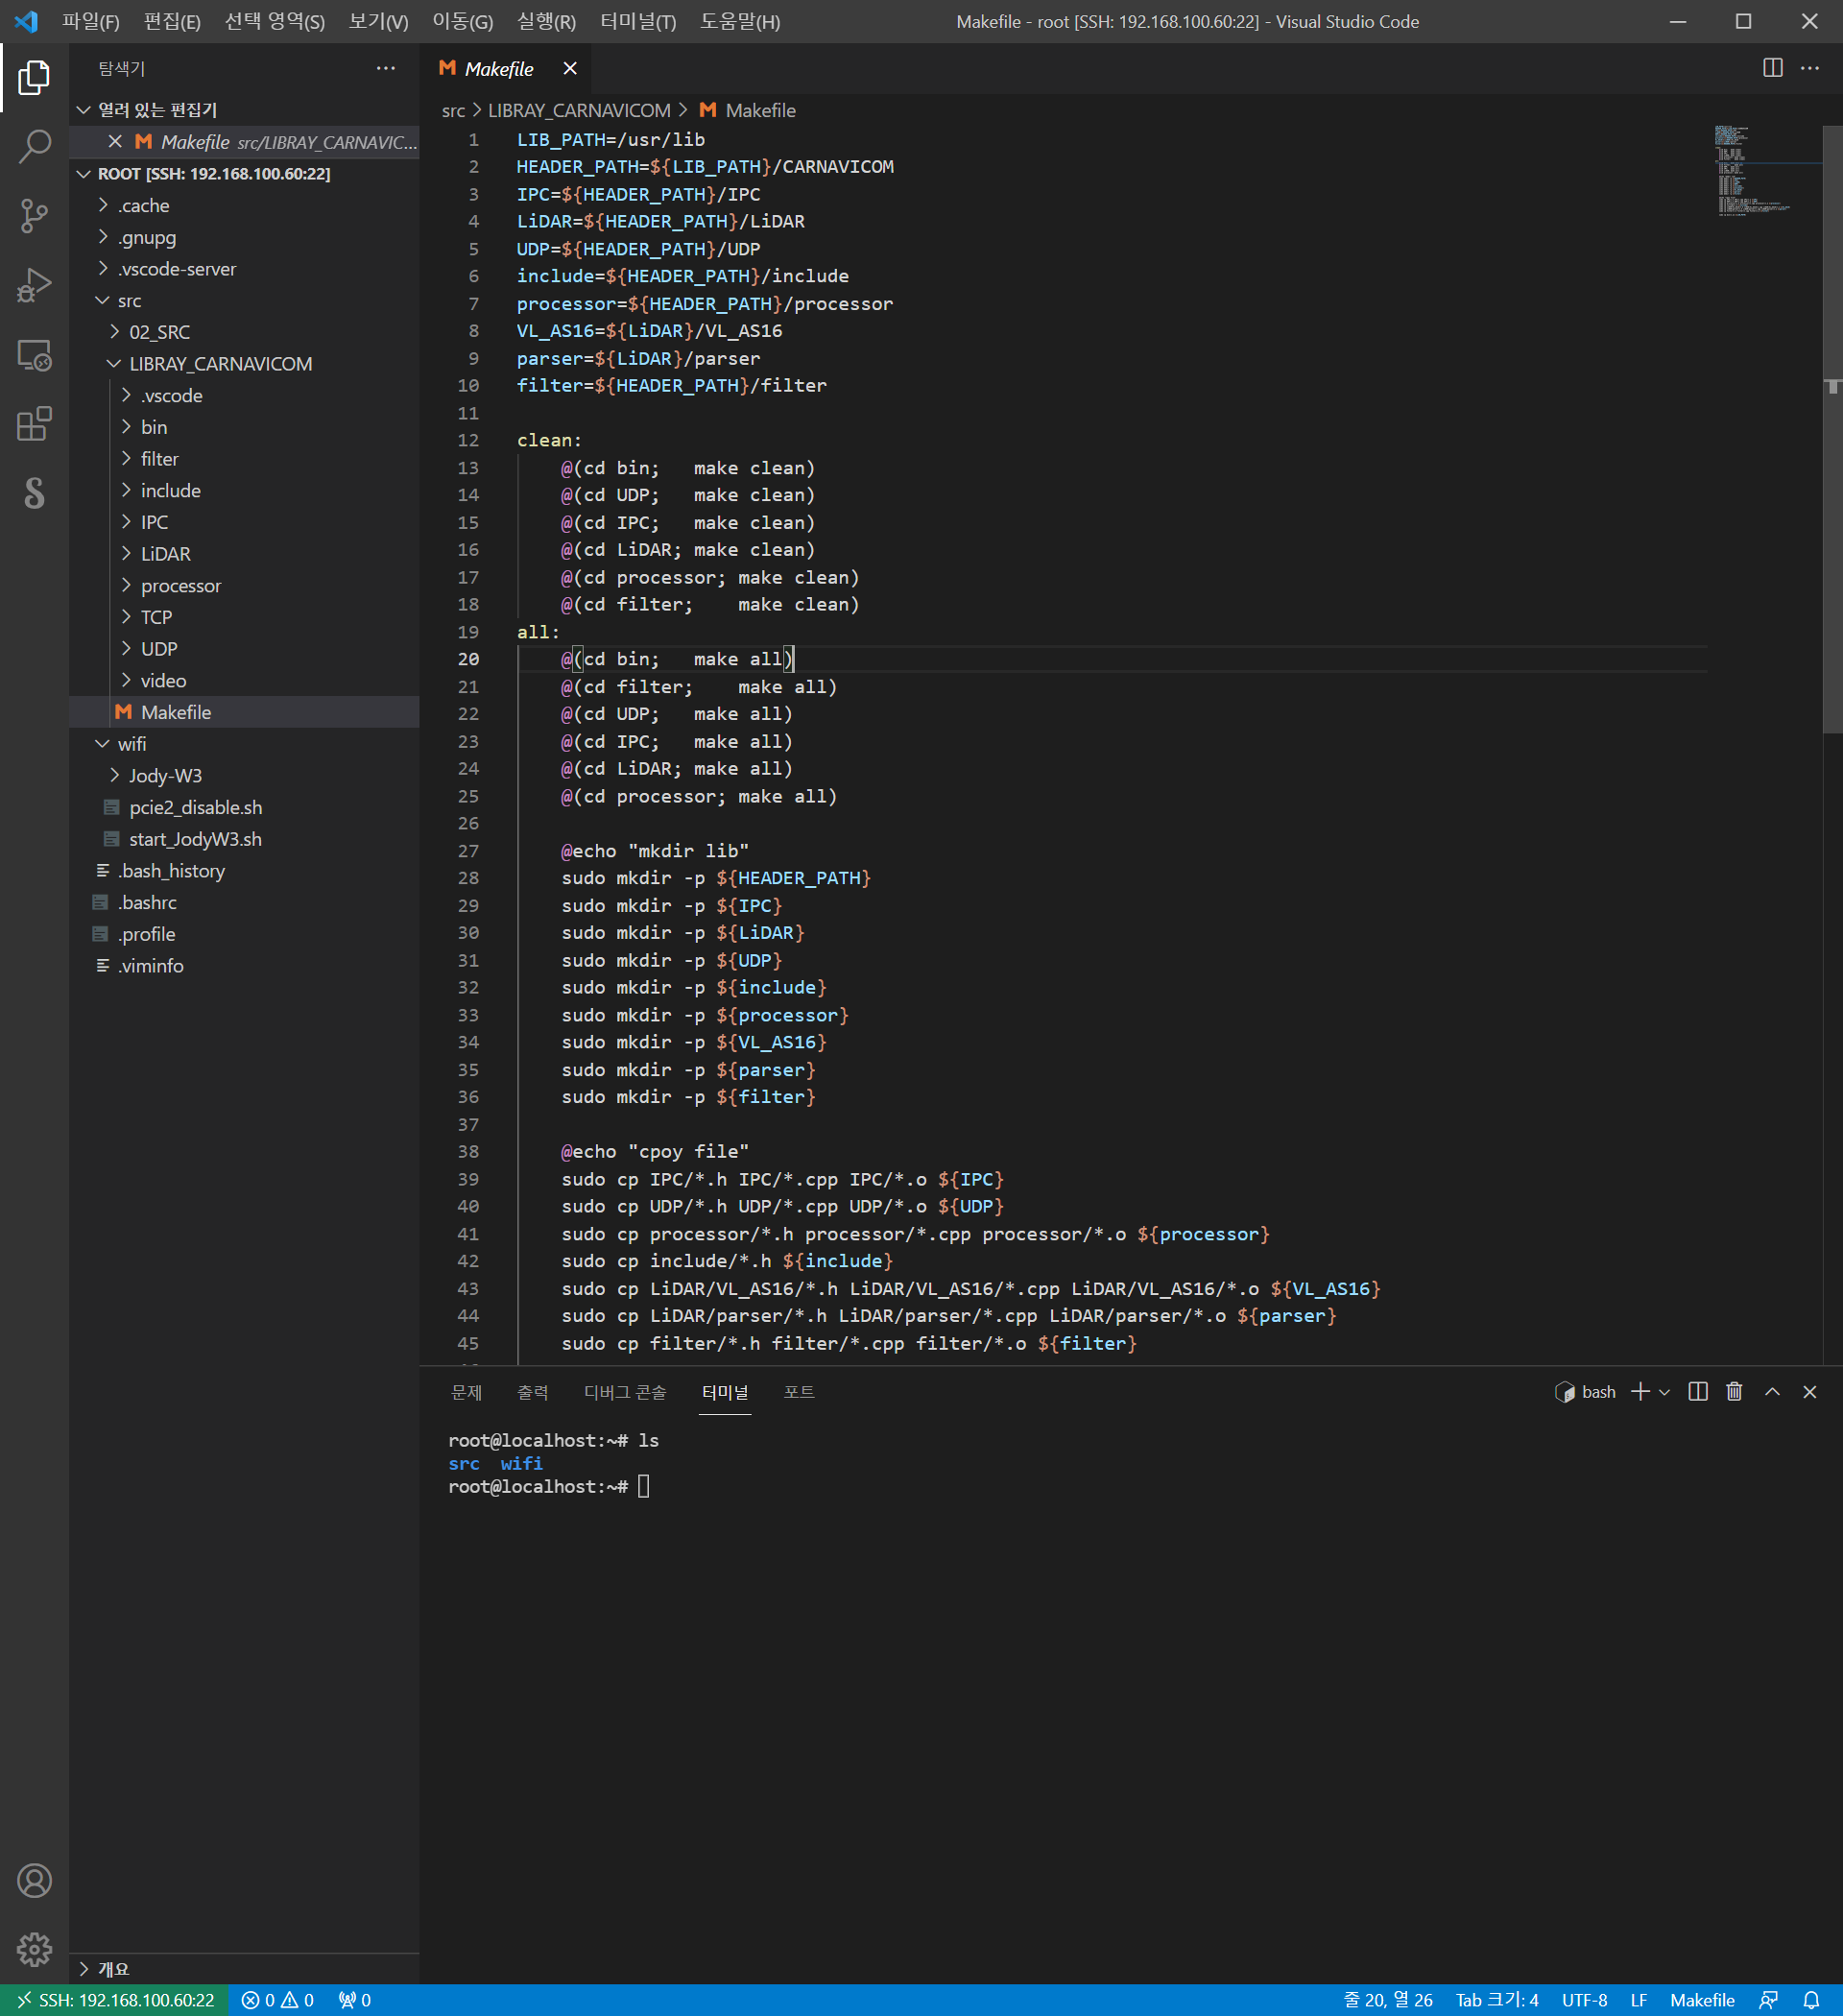 파일(F) 편집(E) 선택 영역(S) 보기(V) 이동(G) 실행(R) 터미널(T) 도움말(H) Makefile - root [SSH: 192.168.100.60:22] - Visual Studio Code
탐색기
열려 있는 편집기
Makefile src/LIBRAY_CARNAVIC...
ROOT [SSH: 192.168.100.60:22]
.cache
.gnupg
.vscode-server
src
02_SRC
LIBRAY_CARNAVICOM
.vscode
bin
filter
include
IPC
LiDAR
processor
TCP
UDP
video
Makefile
wifi
Jody-W3
pcie2_disable.sh
start_JodyW3.sh
.bash_history
.bashrc
.profile
.viminfo
개요
Makefile
src > LIBRAY_CARNAVICOM > Makefile
1 LIB_PATH=/usr/lib
2 HEADER_PATH=${LIB_PATH}/CARNAVICOM
3 IPC=${HEADER_PATH}/IPC
4 LiDAR=${HEADER_PATH}/LiDAR
5 UDP=${HEADER_PATH}/UDP
6 include=${HEADER_PATH}/include
7 processor=${HEADER_PATH}/processor
8 VL_AS16=${LiDAR}/VL_AS16
9 parser=${LiDAR}/parser
10 filter=${HEADER_PATH}/filter
11
12 clean:
13 @(cd bin; make clean)
14 @(cd UDP; make clean)
15 @(cd IPC; make clean)
16 @(cd LiDAR; make clean)
17 @(cd processor; make clean)
18 @(cd filter; make clean)
19 all:
20 @(cd bin; make all)
21 @(cd filter; make all)
22 @(cd UDP; make all)
23 @(cd IPC; make all)
24 @(cd LiDAR; make all)
25 @(cd processor; make all)
26
27 @echo "mkdir lib"
28 sudo mkdir -p ${HEADER_PATH}
29 sudo mkdir -p ${IPC}
30 sudo mkdir -p ${LiDAR}
31 sudo mkdir -p ${UDP}
32 sudo mkdir -p ${include}
33 sudo mkdir -p ${processor}
34 sudo mkdir -p ${VL_AS16}
35 sudo mkdir -p ${parser}
36 sudo mkdir -p ${filter}
37
38 @echo "cpoy file"
39 sudo cp IPC/*.h IPC/*.cpp IPC/*.o ${IPC}
40 sudo cp UDP/*.h UDP/*.cpp UDP/*.o ${UDP}
41 sudo cp processor/*.h processor/*.cpp processor/*.o ${processor}
42 sudo cp include/*.h ${include}
43 sudo cp LiDAR/VL_AS16/*.h LiDAR/VL_AS16/*.cpp LiDAR/VL_AS16/*.o ${VL_AS16}
44 sudo cp LiDAR/parser/*.h LiDAR/parser/*.cpp LiDAR/parser/*.o ${parser}
45 sudo cp filter/*.h filter/*.cpp filter/*.o ${filter}
문제 출력 디버그 콘솔 터미널 포트 bash
root@localhost:~# ls
src wifi
root@localhost:~#
SSH: 192.168.100.60:22 0 0 0 줄 20, 열 26 Tab 크기: 4 UTF-8 LF Makefile